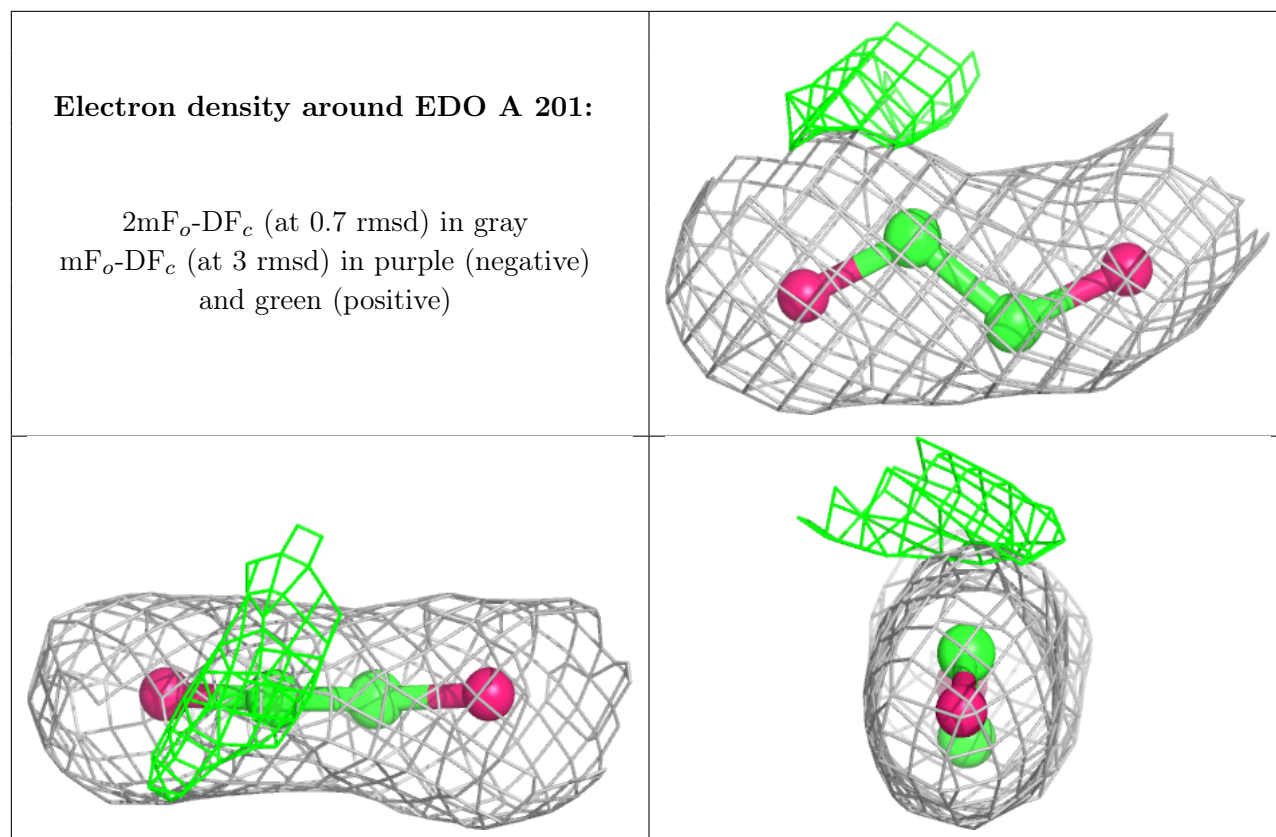 Electron density around EDO A 201:
2mFo-DFc (at 0.7 rmsd) in gray
mFo-DFc (at 3 rmsd) in purple (negative)
and green (positive)